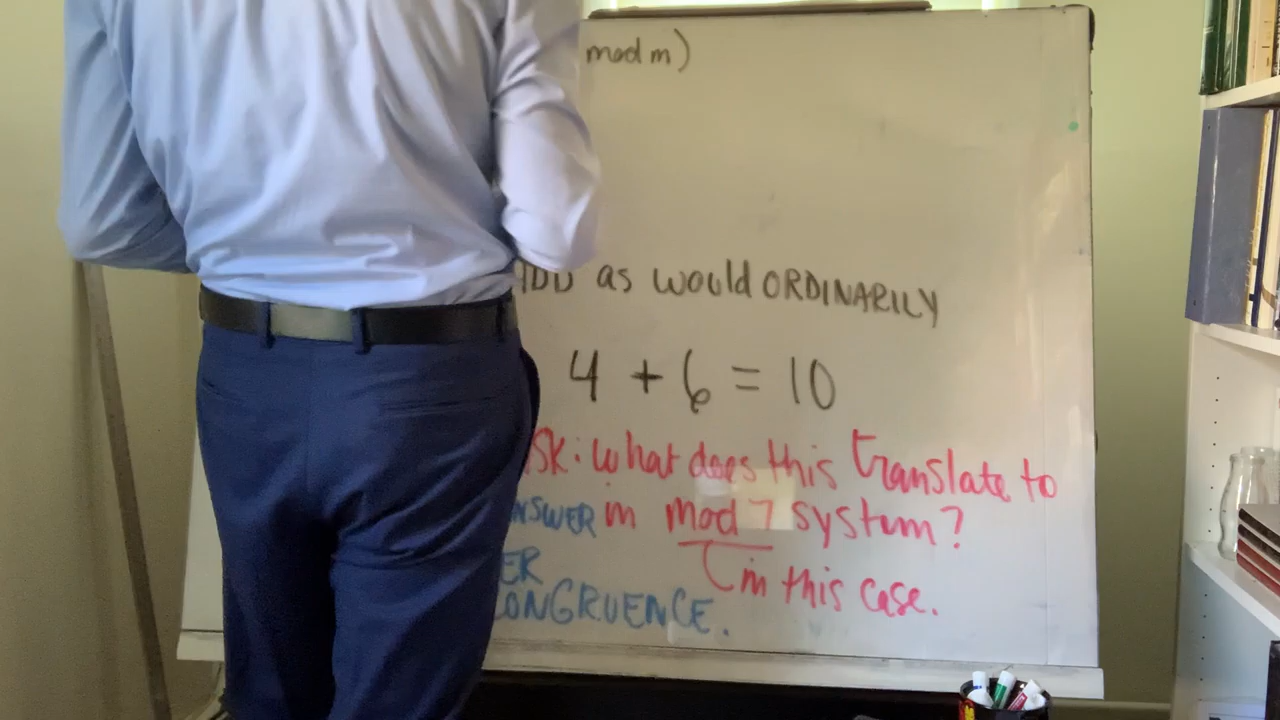 mod m)
ADD as would ORDINARILY
4 + 6 = 10
ASK: what does this translate to
ANSWER in mod 7 system?
in this case.
ER
CONGRUENCE.